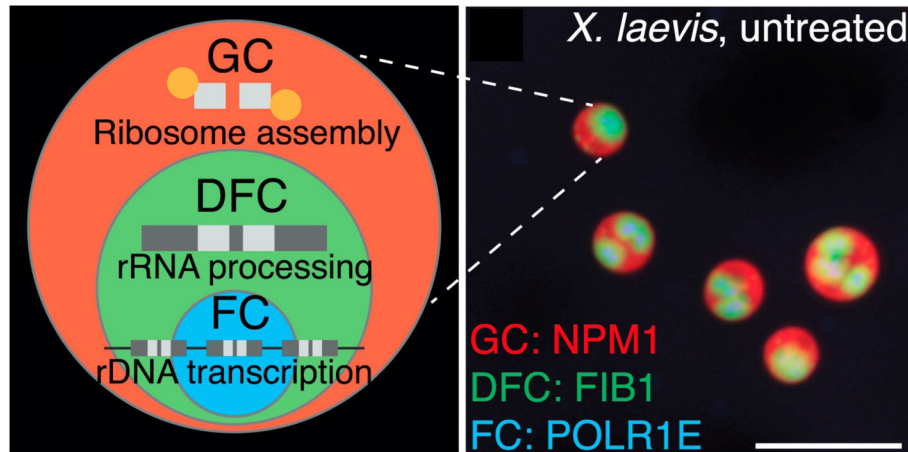 GC
Ribosome assembly
DFC
rRNA processing
FC
rDNA transcription
X. laevis, untreated
GC: NPM1
DFC: FIB1
FC: POLR1E